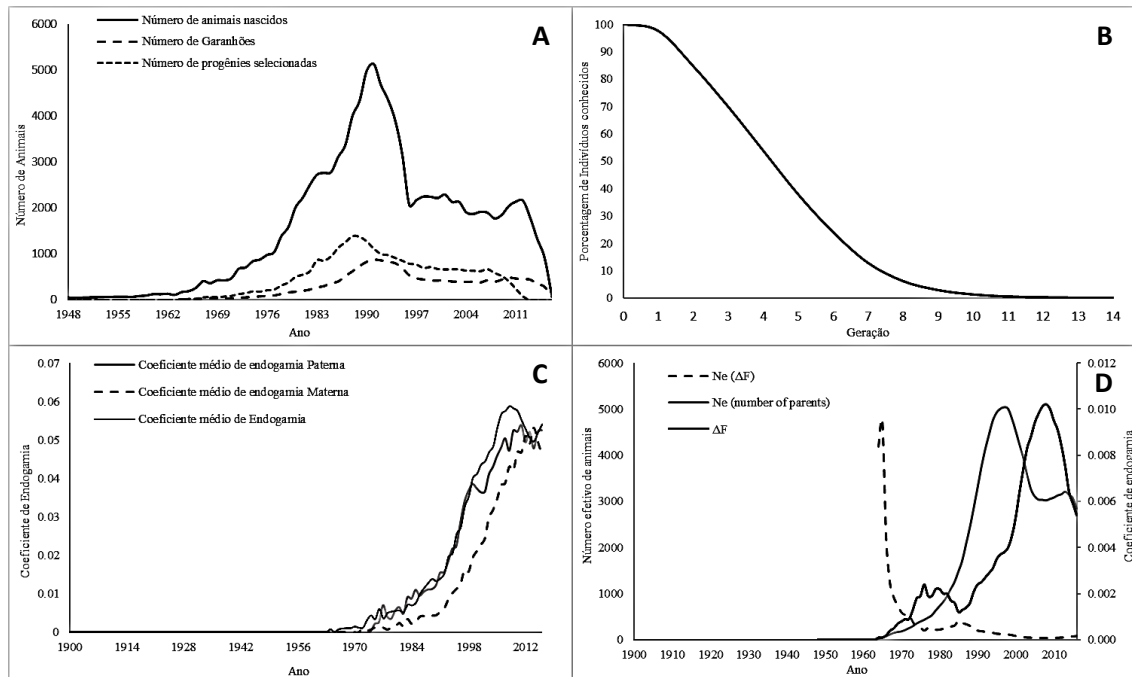 A
Número de animais nascidos
Número de Garanhões
Número de progênies selecionadas
Número de Animais
6000
5000
4000
3000
2000
1000
0
1948 1955 1962 1969 1976 1983 1990 1997 2004 2011
Ano
B
Porcentagem de Indivíduos conhecidos
100
90
80
70
60
50
40
30
20
10
0
0 1 2 3 4 5 6 7 8 9 10 11 12 13 14
Geração
C
Coeficiente médio de endogamia Paterna
Coeficiente médio de endogamia Materna
Coeficiente médio de Endogamia
Coeficiente de Endogamia
0.07
0.06
0.05
0.04
0.03
0.02
0.01
0
1900 1914 1928 1942 1956 1970 1984 1998 2012
Ano
D
Ne (ΔF)
Ne (number of parents)
ΔF
Número efetivo de animais
6000
5000
4000
3000
2000
1000
0
0.012
0.010
0.008
0.006
0.004
0.002
0.000
Coeficiente de endogamia
1900 1910 1920 1930 1940 1950 1960 1970 1980 1990 2000 2010
Ano